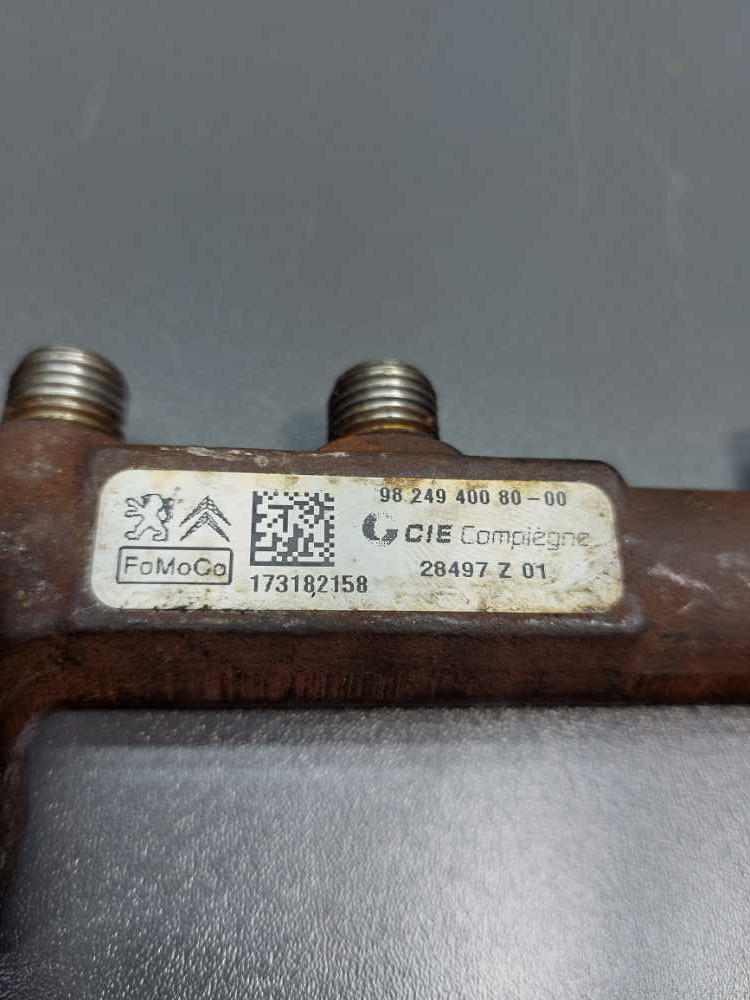 98 249 400 80-00
CIE Compiègne
FoMoCo
173182158
28497 Z 01